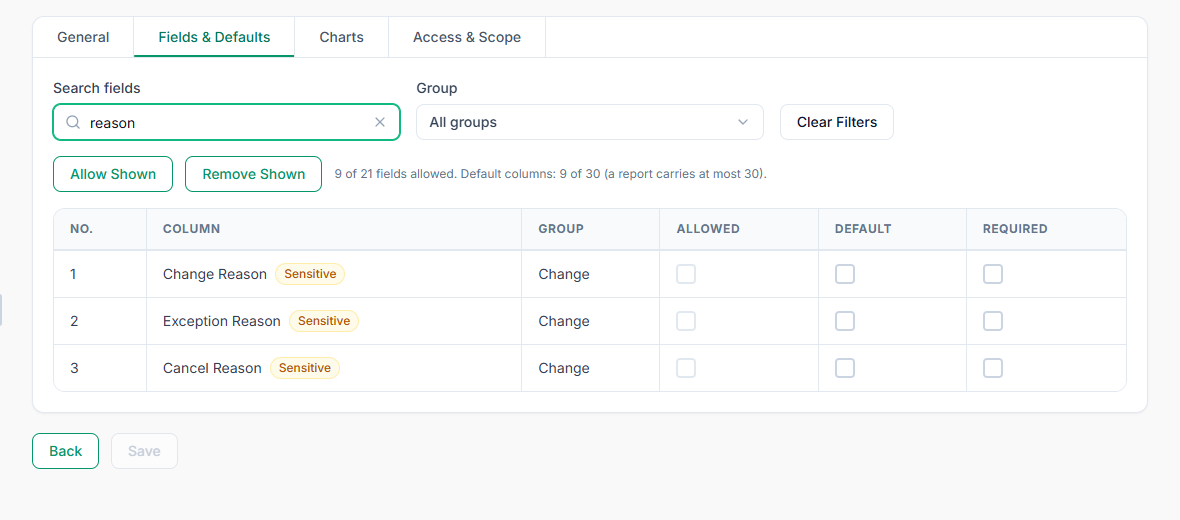 General Fields & Defaults Charts Access & Scope
Search fields Group
reason All groups Clear Filters
Allow Shown Remove Shown 9 of 21 fields allowed. Default columns: 9 of 30 (a report carries at most 30).
NO. COLUMN GROUP ALLOWED DEFAULT REQUIRED
1 Change Reason Sensitive Change
2 Exception Reason Sensitive Change
3 Cancel Reason Sensitive Change
Back Save